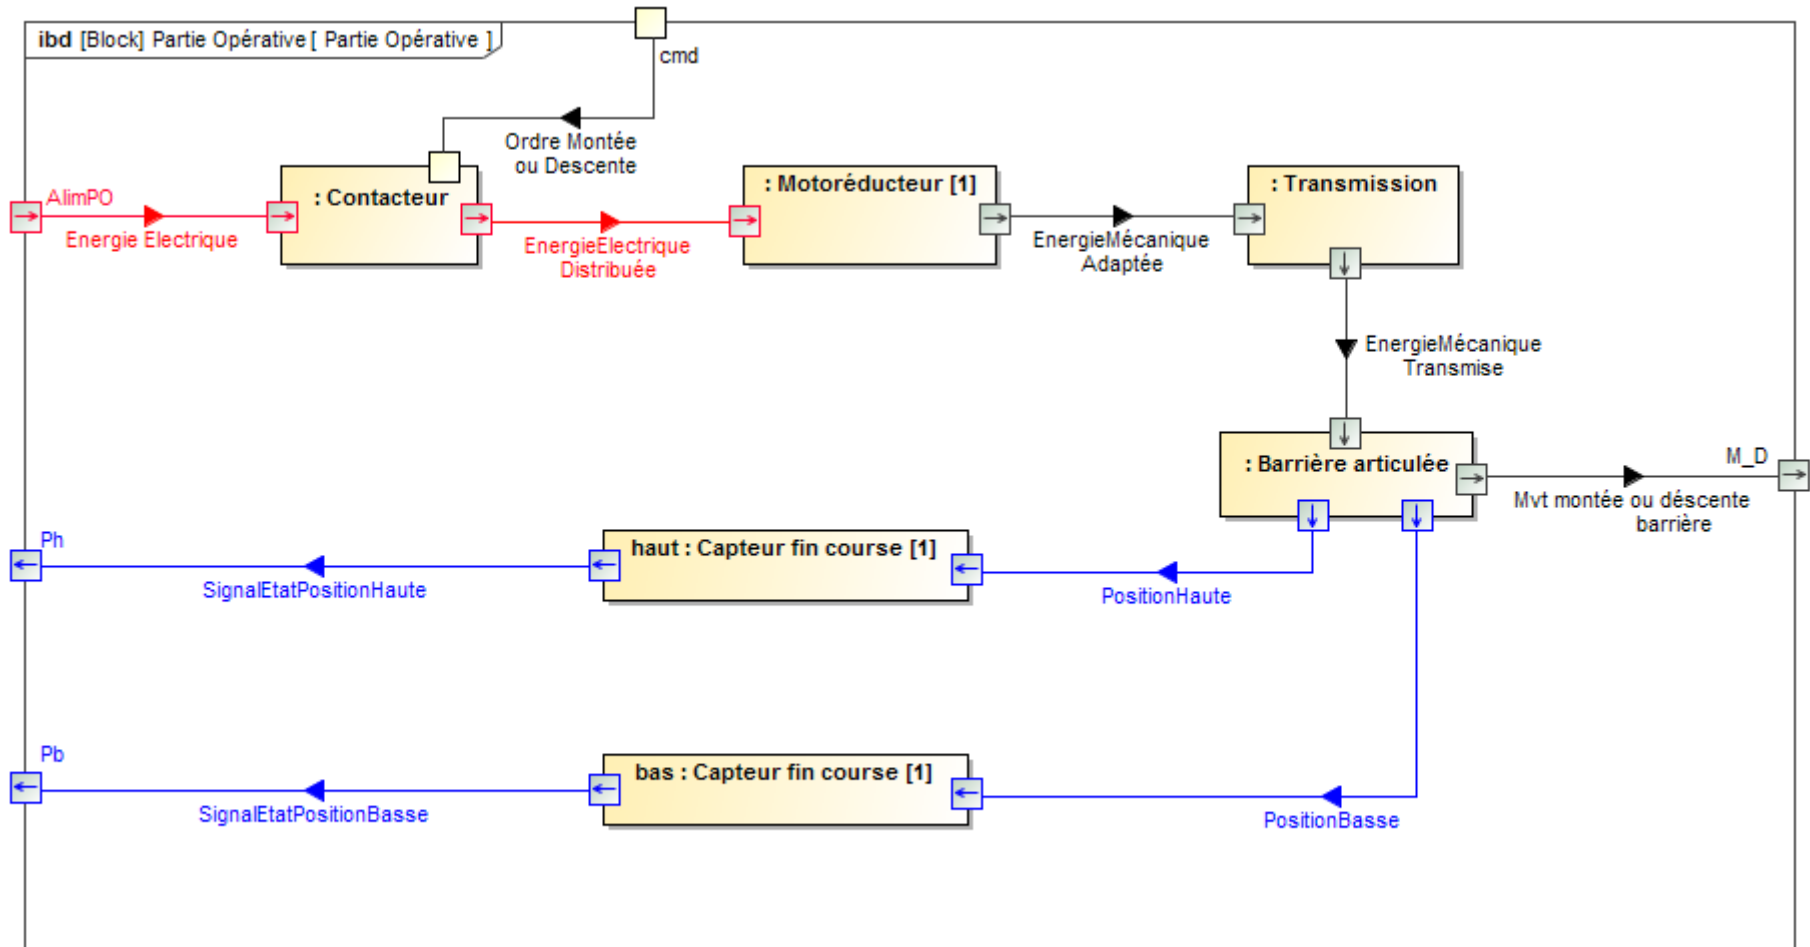 ibd [Block] Partie Opérative [ Partie Opérative ]
cmd
Ordre Montée
ou Descente
AlimPO
Energie Electrique
: Contacteur
EnergieElectrique
Distribuée
: Motoréducteur [1]
EnergieMécanique
Adaptée
: Transmission
EnergieMécanique
Transmise
: Barrière articulée
M_D
Mvt montée ou déscente
barrière
Ph
SignalEtatPositionHaute
haut : Capteur fin course [1]
PositionHaute
Pb
SignalEtatPositionBasse
bas : Capteur fin course [1]
PositionBasse